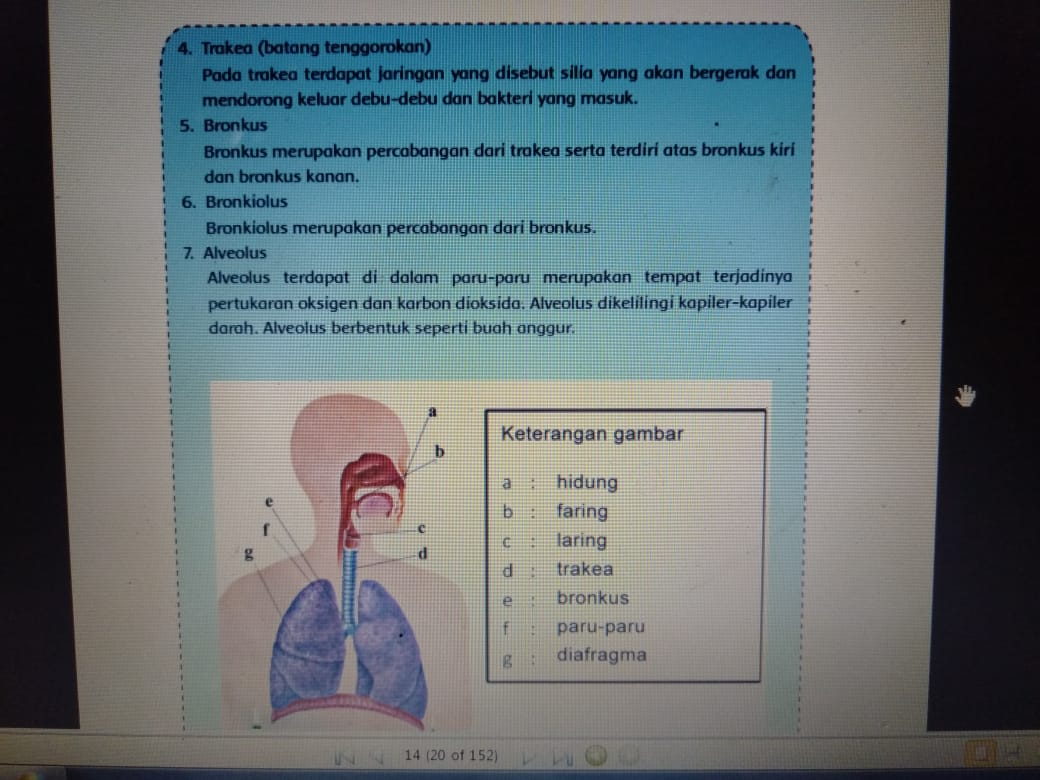 4. Trakea (batang tenggorokan)
Pada trakea terdapat jaringan yang disebut silia yang akan bergerak dan
mendorong keluar debu-debu dan bakteri yang masuk.
5. Bronkus
Bronkus merupakan percabangan dari trakea serta terdiri atas bronkus kiri
dan bronkus kanan.
6. Bronkiolus
Bronkiolus merupakan percabangan dari bronkus.
7. Alveolus
Alveolus terdapat di dalam paru-paru merupakan tempat terjadinya
pertukaran oksigen dan karbon dioksida. Alveolus dikelilingi kapiler-kapiler
darah. Alveolus berbentuk seperti buah anggur.
a
b
e
f
g
c
d
Keterangan gambar
a : hidung
b : faring
c : laring
d : trakea
e : bronkus
f : paru-paru
g : diafragma
14 (20 of 152)